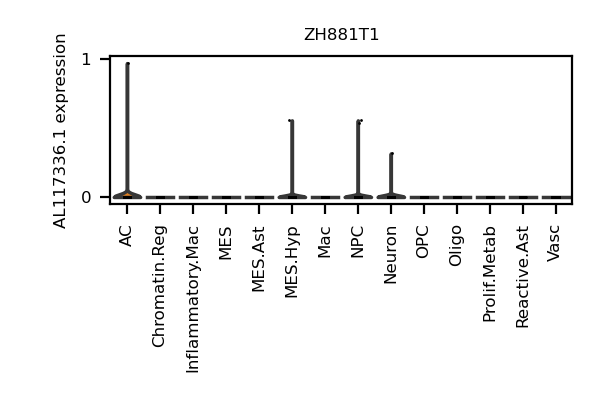 ZH881T1
AL117336.1 expression
1
0
AC
Chromatin.Reg
Inflammatory.Mac
MES
MES.Ast
MES.Hyp
Mac
NPC
Neuron
OPC
Oligo
Prolif.Metab
Reactive.Ast
Vasc